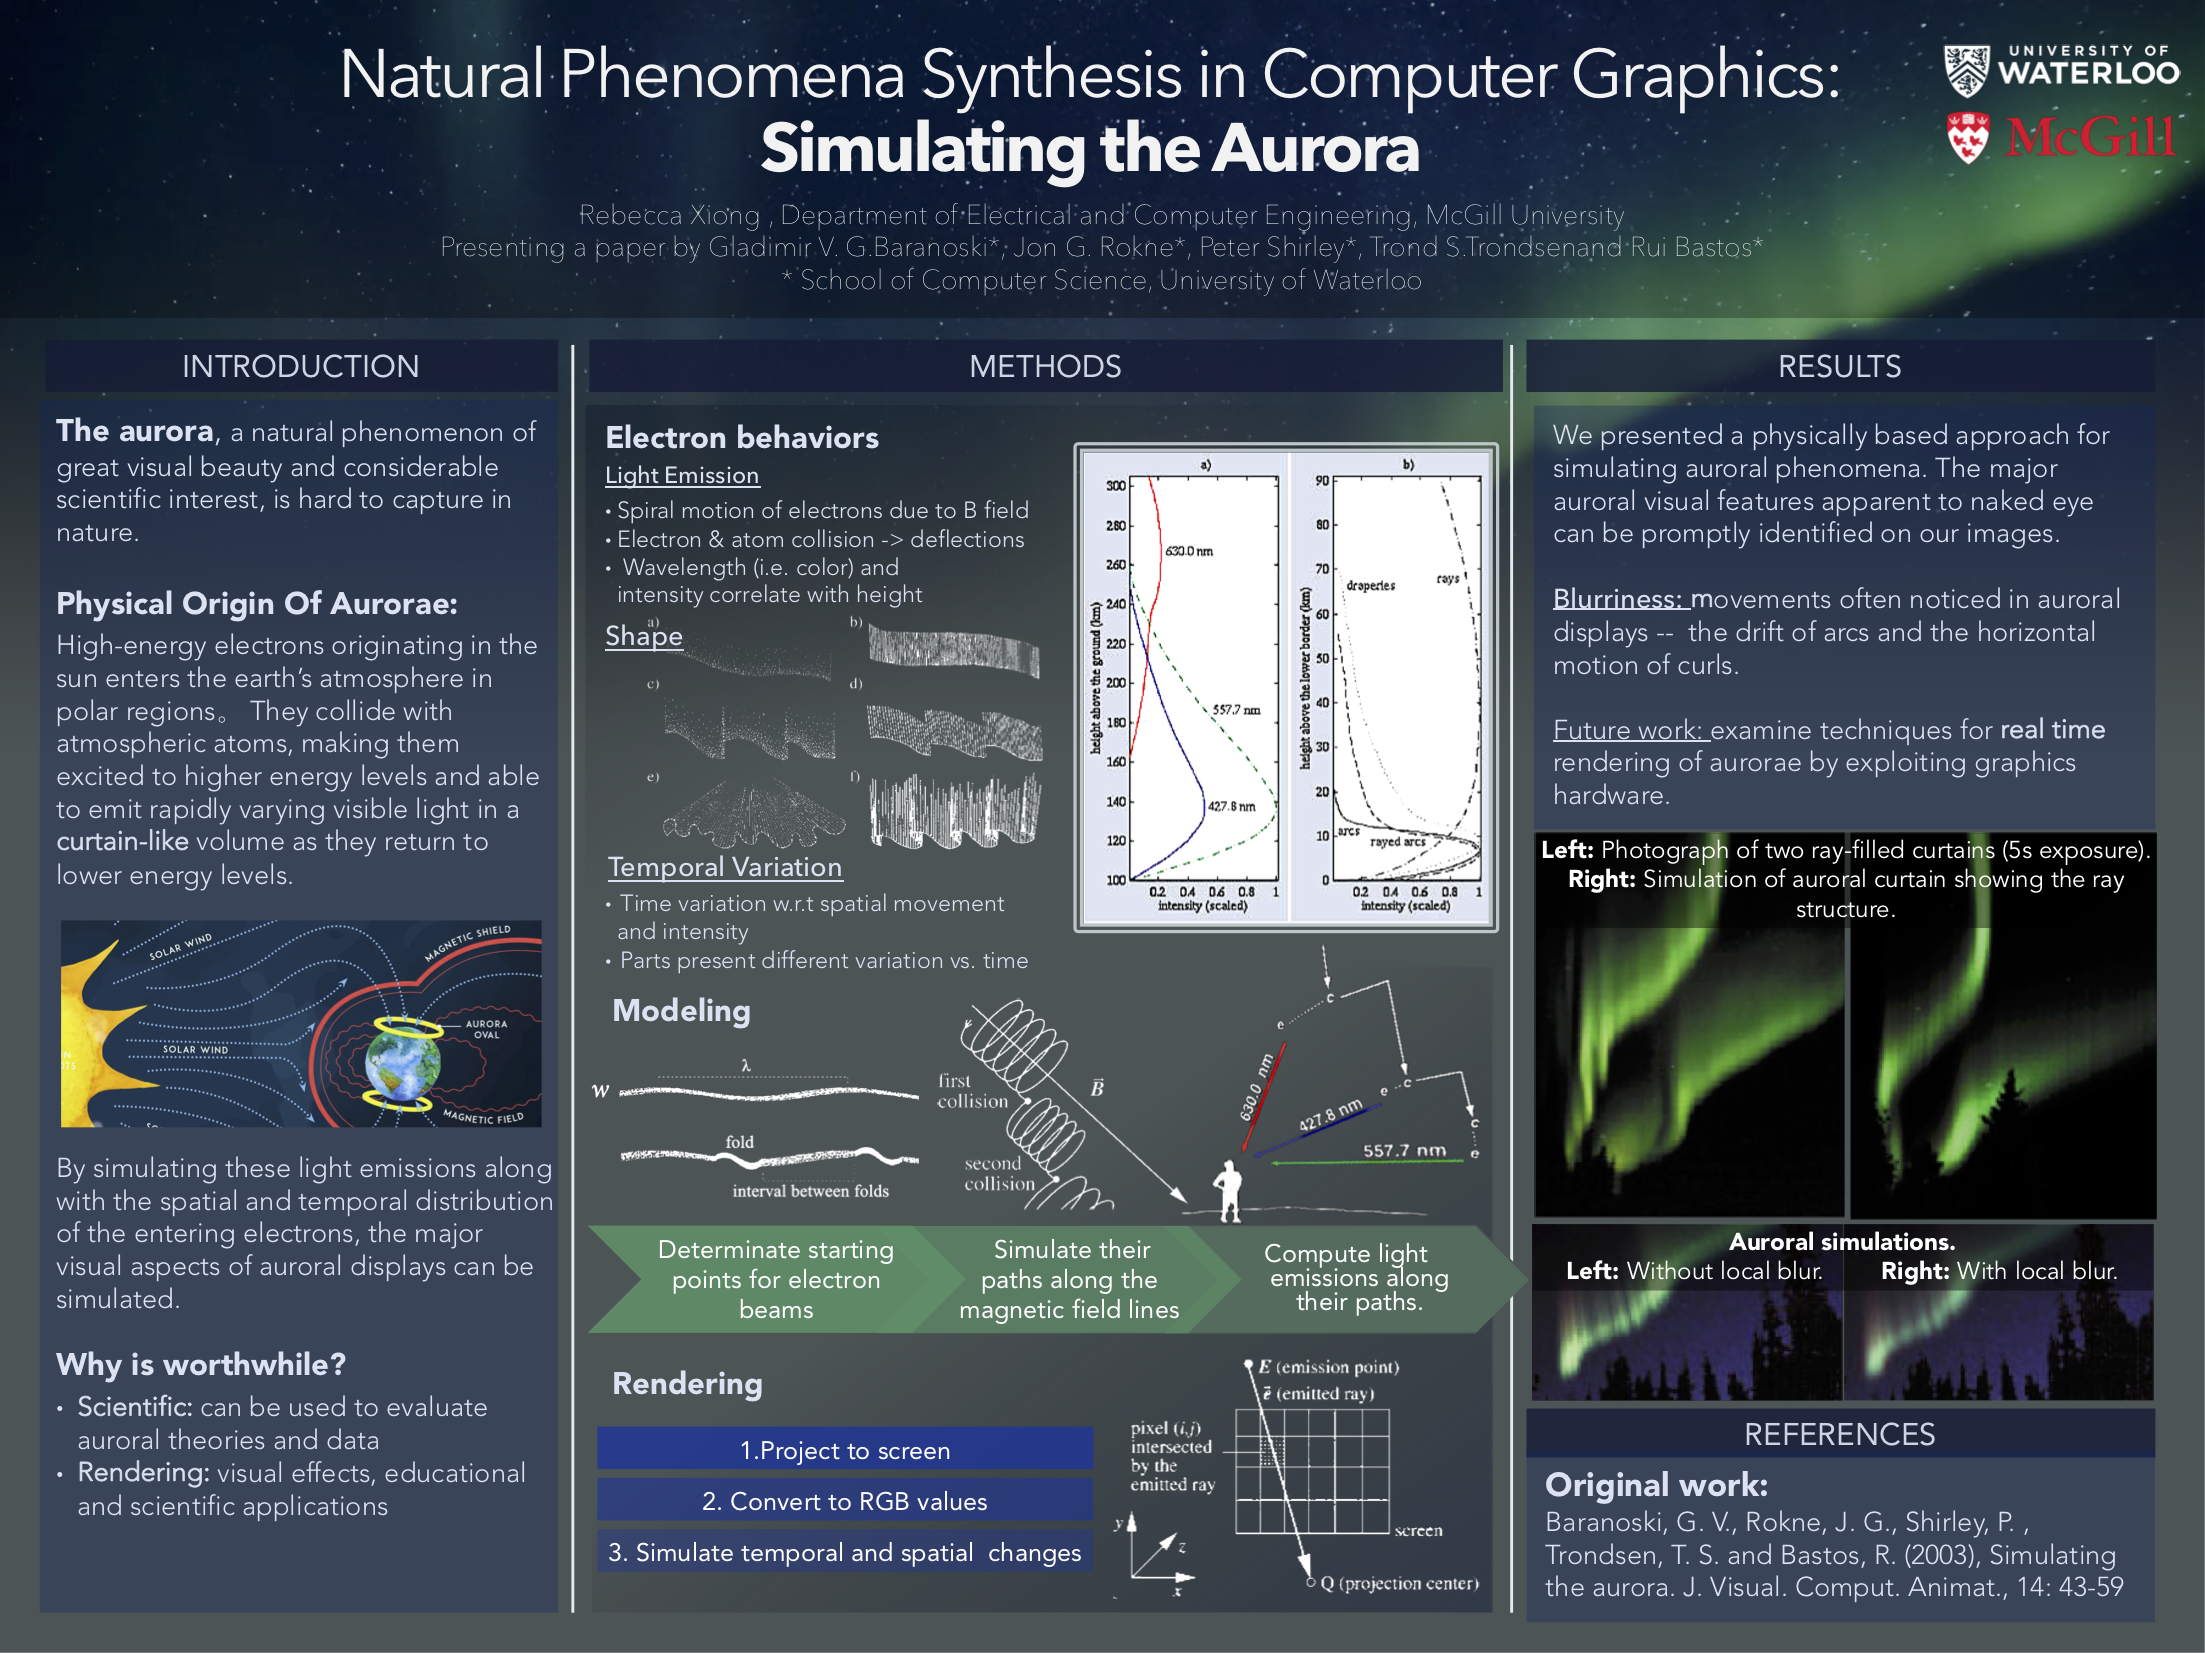 Natural Phenomena Synthesis in Computer Graphics:
Simulating the Aurora
UNIVERSITY OF
WATERLOO
McGill
Rebecca Xiong , Department of Electrical and Computer Engineering, McGill University
Presenting a paper by Gladimir V. G.Baranoski*, Jon G. Rokne*, Peter Shirley*, Trond S.Trondsenand Rui Bastos*
* School of Computer Science, University of Waterloo
INTRODUCTION
The aurora, a natural phenomenon of
great visual beauty and considerable
scientific interest, is hard to capture in
nature.
Physical Origin Of Aurorae:
High-energy electrons originating in the
sun enters the earth’s atmosphere in
polar regions。 They collide with
atmospheric atoms, making them
excited to higher energy levels and able
to emit rapidly varying visible light in a
curtain-like volume as they return to
lower energy levels.
SOLAR WIND
MAGNETIC SHIELD
AURORA
OVAL
SOLAR WIND
MAGNETIC FIELD
By simulating these light emissions along
with the spatial and temporal distribution
of the entering electrons, the major
visual aspects of auroral displays can be
simulated.
Why is worthwhile?
• Scientific: can be used to evaluate
auroral theories and data
• Rendering: visual effects, educational
and scientific applications
METHODS
Electron behaviors
Light Emission
• Spiral motion of electrons due to B field
• Electron & atom collision -> deflections
• Wavelength (i.e. color) and
intensity correlate with height
Shape
a)
b)
c)
d)
e)
f)
Temporal Variation
• Time variation w.r.t spatial movement
and intensity
• Parts present different variation vs. time
a)
height above the ground (km)
300
280
260
240
220
200
180
160
140
120
100
630.0 nm
557.7 nm
427.8 nm
0.2 0.4 0.6 0.8 1
intensity (scaled)
b)
height above the lower border (km)
90
80
70
60
50
40
30
20
10
0
draperies
rays
arcs
rayed arcs
0.2 0.4 0.6 0.8 1
intensity (scaled)
Modeling
λ
w
fold
interval between folds
first
collision
B
second
collision
c
e
630.0 nm
c
e
427.8 nm
c
557.7 nm
e
Determinate starting
points for electron
beams
Simulate their
paths along the
magnetic field lines
Compute light
emissions along
their paths.
Rendering
1.Project to screen
2. Convert to RGB values
3. Simulate temporal and spatial changes
E (emission point)
e (emitted ray)
pixel (i,j)
intersected
by the
emitted ray
screen
y
z
x
Q (projection center)
RESULTS
We presented a physically based approach for
simulating auroral phenomena. The major
auroral visual features apparent to naked eye
can be promptly identified on our images.
Blurriness: movements often noticed in auroral
displays -- the drift of arcs and the horizontal
motion of curls.
Future work: examine techniques for real time
rendering of aurorae by exploiting graphics
hardware.
Left: Photograph of two ray-filled curtains (5s exposure).
Right: Simulation of auroral curtain showing the ray
structure.
Auroral simulations.
Left: Without local blur.
Right: With local blur.
REFERENCES
Original work:
Baranoski, G. V., Rokne, J. G., Shirley, P. ,
Trondsen, T. S. and Bastos, R. (2003), Simulating
the aurora. J. Visual. Comput. Animat., 14: 43-59